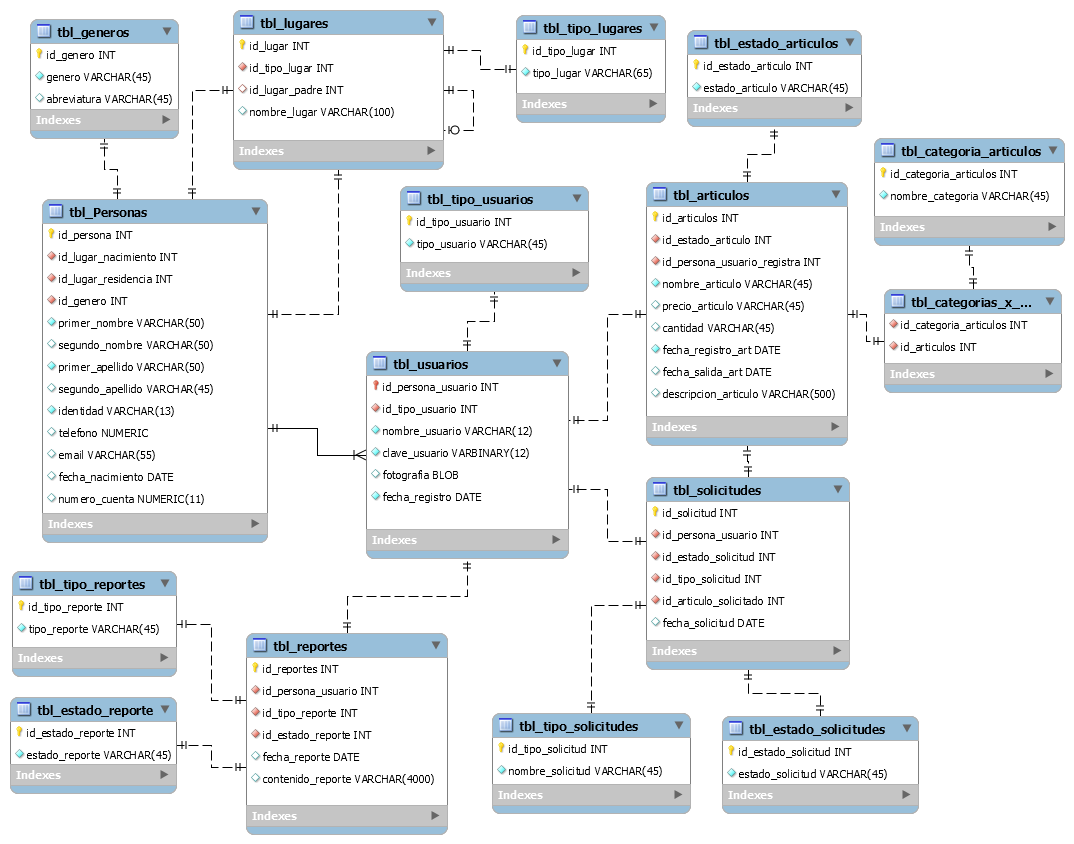 tbl_generos
id_genero INT
genero VARCHAR(45)
abreviatura VARCHAR(45)
Indexes
tbl_lugares
id_lugar INT
id_tipo_lugar INT
id_lugar_padre INT
nombre_lugar VARCHAR(100)
Indexes
tbl_tipo_lugares
id_tipo_lugar INT
tipo_lugar VARCHAR(65)
Indexes
tbl_estado_articulos
id_estado_articulo INT
estado_articulo VARCHAR(45)
Indexes
tbl_categoria_articulos
id_categoria_articulos INT
nombre_categoria VARCHAR(45)
Indexes
tbl_Personas
id_persona INT
id_lugar_nacimiento INT
id_lugar_residencia INT
id_genero INT
primer_nombre VARCHAR(50)
segundo_nombre VARCHAR(50)
primer_apellido VARCHAR(50)
segundo_apellido VARCHAR(45)
identidad VARCHAR(13)
telefono NUMERIC
email VARCHAR(55)
fecha_nacimiento DATE
numero_cuenta NUMERIC(11)
Indexes
tbl_tipo_usuarios
id_tipo_usuario INT
tipo_usuario VARCHAR(45)
Indexes
tbl_articulos
id_articulos INT
id_estado_articulo INT
id_persona_usuario_registra INT
nombre_articulo VARCHAR(45)
precio_articulo VARCHAR(45)
cantidad VARCHAR(45)
fecha_registro_art DATE
fecha_salida_art DATE
descripcion_articulo VARCHAR(500)
Indexes
tbl_categorias_x_...
id_categoria_articulos INT
id_articulos INT
Indexes
tbl_usuarios
id_persona_usuario INT
id_tipo_usuario INT
nombre_usuario VARCHAR(12)
clave_usuario VARBINARY(12)
fotografia BLOB
fecha_registro DATE
Indexes
tbl_solicitudes
id_solicitud INT
id_persona_usuario INT
id_estado_solicitud INT
id_tipo_solicitud INT
id_articulo_solicitado INT
fecha_solicitud DATE
Indexes
tbl_tipo_reportes
id_tipo_reporte INT
tipo_reporte VARCHAR(45)
Indexes
tbl_estado_reporte
id_estado_reporte INT
estado_reporte VARCHAR(45)
Indexes
tbl_reportes
id_reportes INT
id_persona_usuario INT
id_tipo_reporte INT
id_estado_reporte INT
fecha_reporte DATE
contenido_reporte VARCHAR(4000)
Indexes
tbl_tipo_solicitudes
id_tipo_solicitud INT
nombre_solicitud VARCHAR(45)
Indexes
tbl_estado_solicitudes
id_estado_solicitud INT
estado_solicitud VARCHAR(45)
Indexes